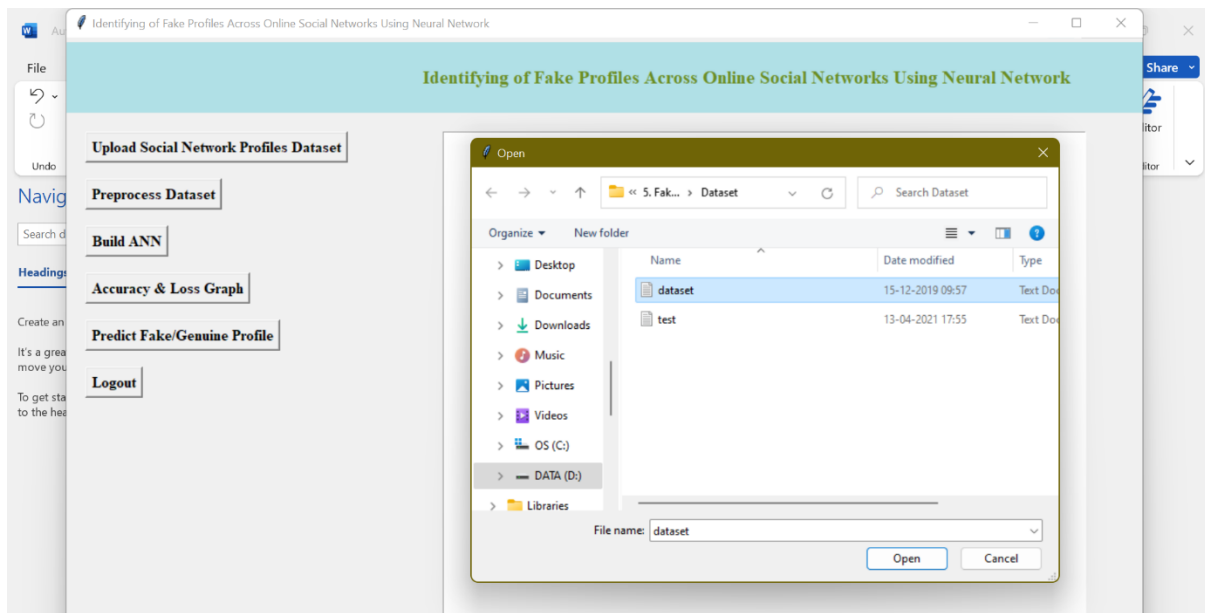 Identifying of Fake Profiles Across Online Social Networks Using Neural Network
Au
File
Share
Identifying of Fake Profiles Across Online Social Networks Using Neural Network
Undo
itor
itor
Navig
Search d
Headings
Create an
It's a grea
move you
To get sta
to the hea
Upload Social Network Profiles Dataset
Preprocess Dataset
Build ANN
Accuracy & Loss Graph
Predict Fake/Genuine Profile
Logout
Open
« 5. Fak... > Dataset
Search Dataset
Organize
New folder
Name Date modified Type
dataset 15-12-2019 09:57 Text Doc
test 13-04-2021 17:55 Text Doc
Desktop
Documents
Downloads
Music
Pictures
Videos
OS (C:)
DATA (D:)
Libraries
File name: dataset
Open Cancel